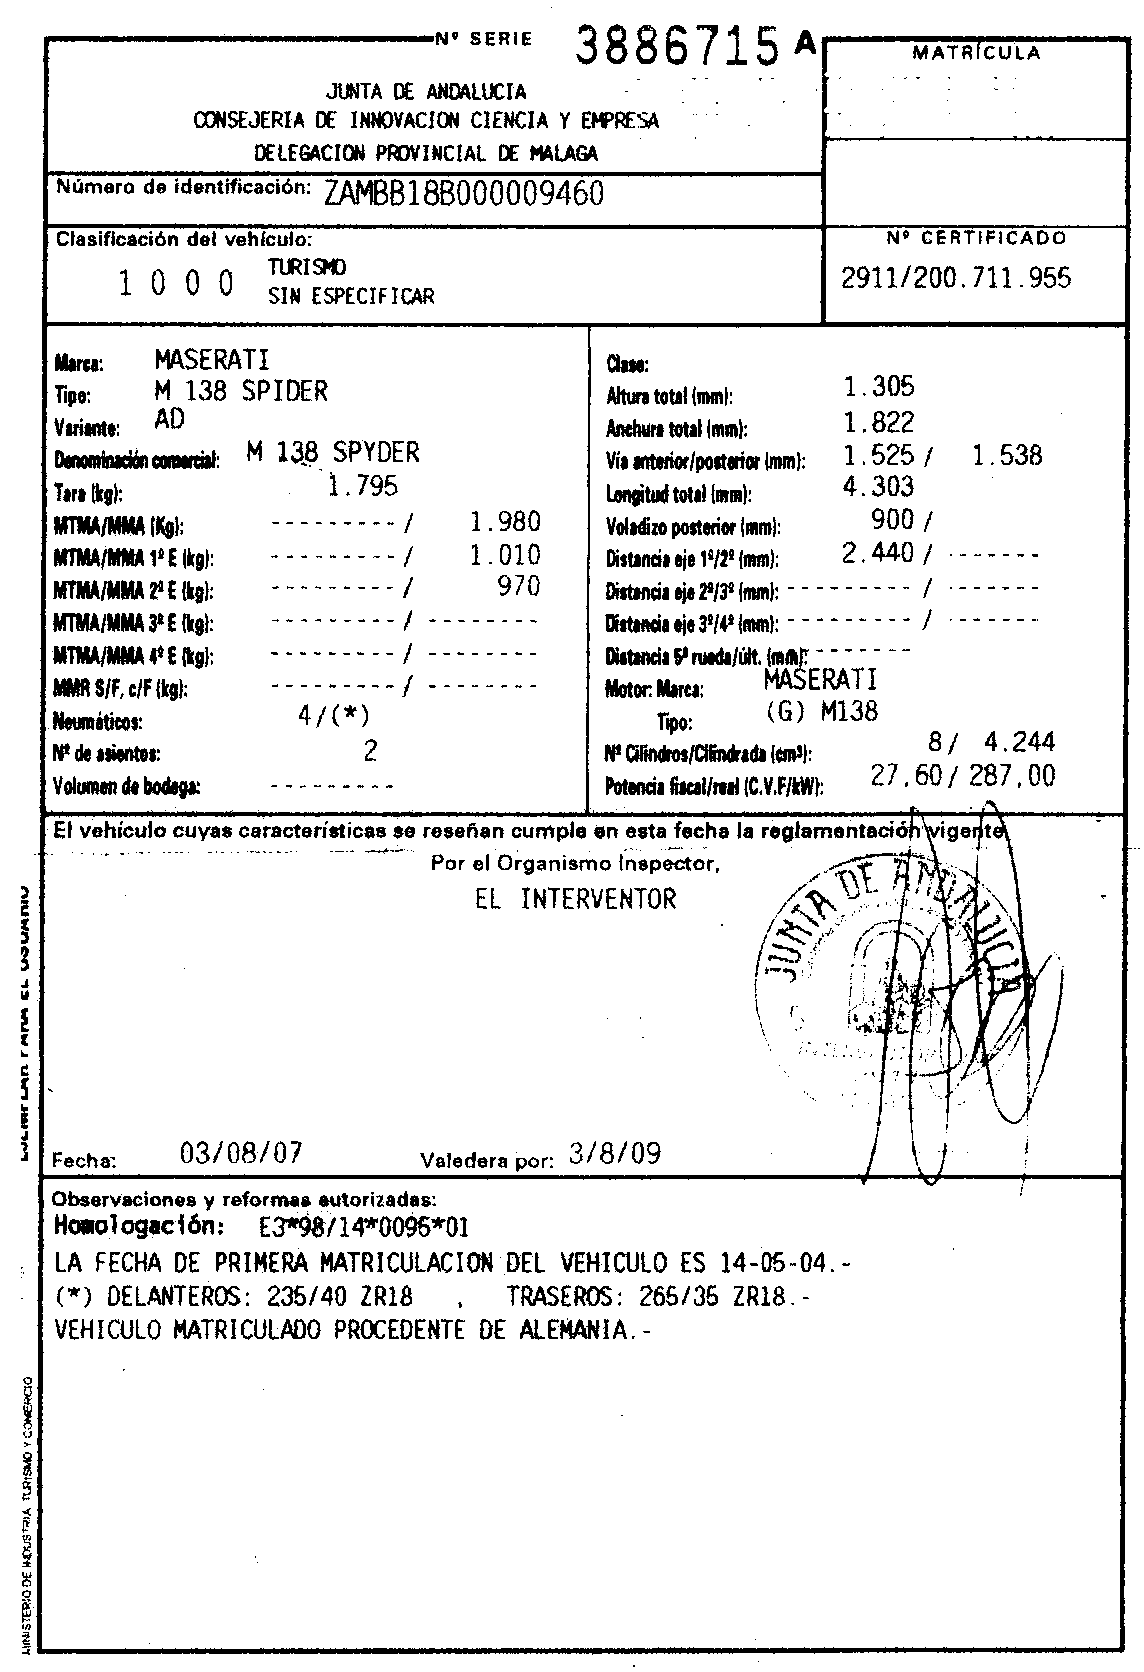 Nº SERIE 3886715 A
MATRÍCULA
JUNTA DE ANDALUCIA
CONSEJERIA DE INNOVACION CIENCIA Y EMPRESA
DELEGACION PROVINCIAL DE MALAGA
Número de identificación: ZAMBB18B000009460
Clasificación del vehículo:
1 0 0 0 TURISMO
SIN ESPECIFICAR
Nº CERTIFICADO
2911/200.711.955
Marca: MASERATI
Tipo: M 138 SPIDER
Variante: AD
Denominación comercial: M 138 SPYDER
Tara (kg): 1.795
MTMA/MMA (Kg): - - - - - - - - - / 1.980
MTMA/MMA 1º E (kg): - - - - - - - - - / 1.010
MTMA/MMA 2º E (kg): - - - - - - - - - / 970
MTMA/MMA 3º E (kg): - - - - - - - - - / - - - - - - - -
MTMA/MMA 4º E (kg): - - - - - - - - - / - - - - - - - -
MMR S/F, c/F (kg): - - - - - - - - - / - - - - - - - -
Neumáticos: 4/(*)
Nº de asientos: 2
Volumen de bodega: - - - - - - - - -
Clase:
Altura total (mm): 1.305
Anchura total (mm): 1.822
Vía anterior/posterior (mm): 1.525 / 1.538
Longitud total (mm): 4.303
Voladizo posterior (mm): 900 /
Distancia eje 1º/2º (mm): 2.440 / - - - - - - -
Distancia eje 2º/3º (mm): - - - - - - - - / - - - - - - -
Distancia eje 3º/4º (mm): - - - - - - - - / - - - - - - -
Distancia 5ª rueda/últ. (mm): - - - - - - -
Motor: Marca: MASERATI
Tipo: (G) M138
Nº Cilindros/Cilindrada (cm³): 8/ 4.244
Potencia fiscal/real (C.V.F/kW): 27,60/ 287,00
El vehículo cuyas características se reseñan cumple en esta fecha la reglamentación vigente
Por el Organismo Inspector,
EL INTERVENTOR
JUNTA DE ANDALUCIA
Fecha: 03/08/07 Valedera por: 3/8/09
Observaciones y reformas autorizadas:
Homologación: E3*98/14*0095*01
LA FECHA DE PRIMERA MATRICULACION DEL VEHICULO ES 14-05-04.-
(*) DELANTEROS: 235/40 ZR18 , TRASEROS: 265/35 ZR18.-
VEHICULO MATRICULADO PROCEDENTE DE ALEMANIA.-
EJEMPLAR PARA EL USUARIO
MINISTERIO DE INDUSTRIA, TURISMO Y COMERCIO